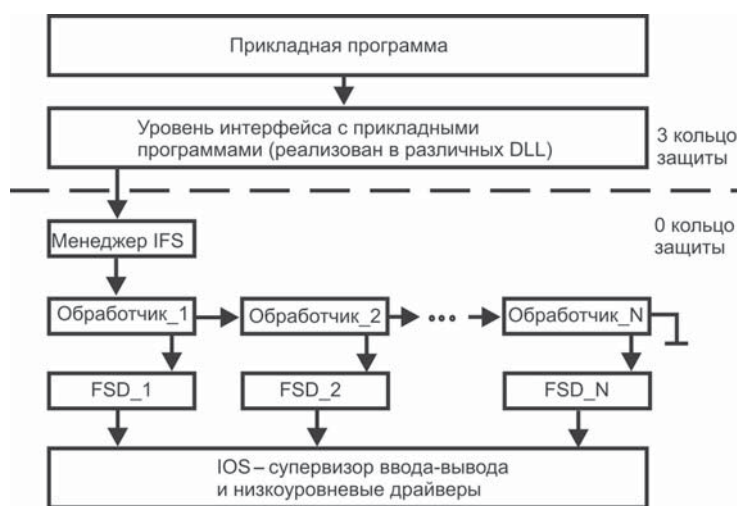 Прикладная программа
Уровень интерфейса с прикладными
программами (реализован в различных DLL)
3 кольцо
защиты
0 кольцо
защиты
Менеджер IFS
Обработчик_1
Обработчик_2
Обработчик_N
FSD_1
FSD_2
FSD_N
IOS – супервизор ввода-вывода
и низкоуровневые драйверы